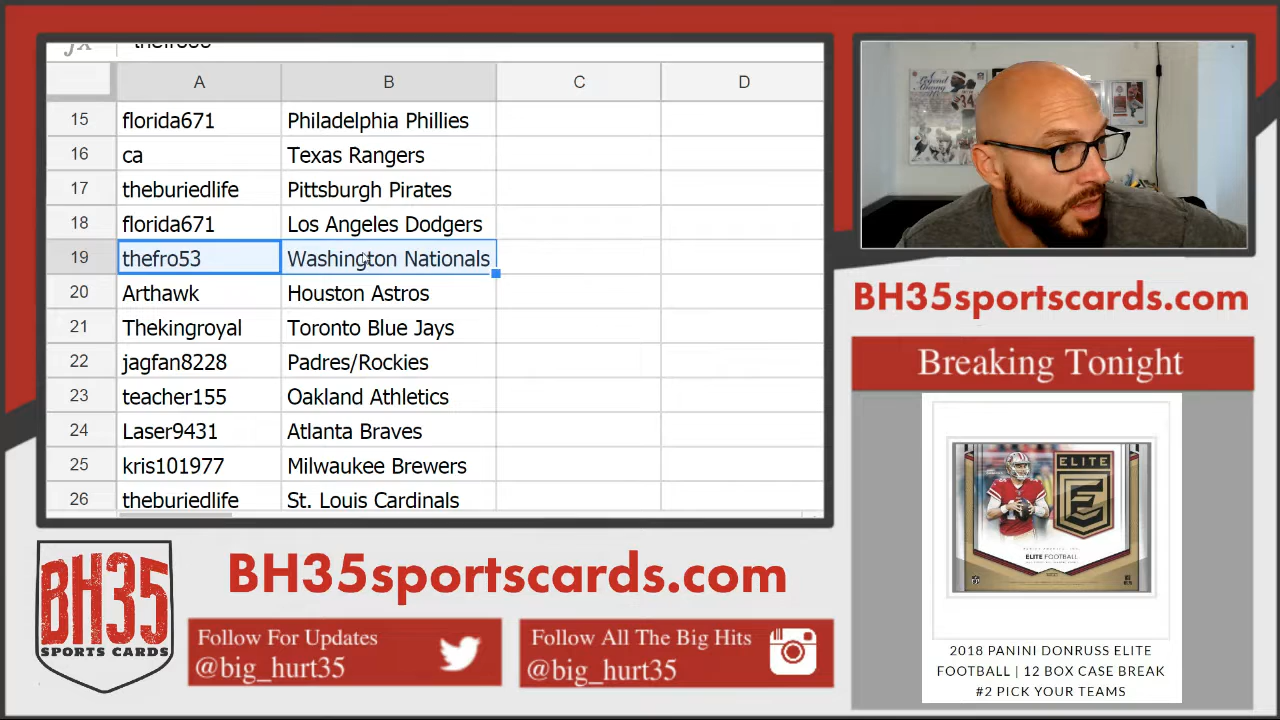 A B C D
15 florida671 Philadelphia Phillies
16 ca Texas Rangers
17 theburiedlife Pittsburgh Pirates
18 florida671 Los Angeles Dodgers
19 thefro53 Washington Nationals
20 Arthawk Houston Astros
21 Thekingroyal Toronto Blue Jays
22 jagfan8228 Padres/Rockies
23 teacher155 Oakland Athletics
24 Laser9431 Atlanta Braves
25 kris101977 Milwaukee Brewers
26 theburiedlife St. Louis Cardinals
34
BH35sportscards.com
Breaking Tonight
ELITE
E
ELITE FOOTBALL
2018 PANINI DONRUSS ELITE
FOOTBALL | 12 BOX CASE BREAK
#2 PICK YOUR TEAMS
BH35
SPORTS CARDS
BH35sportscards.com
Follow For Updates
@big_hurt35
Follow All The Big Hits
@big_hurt35